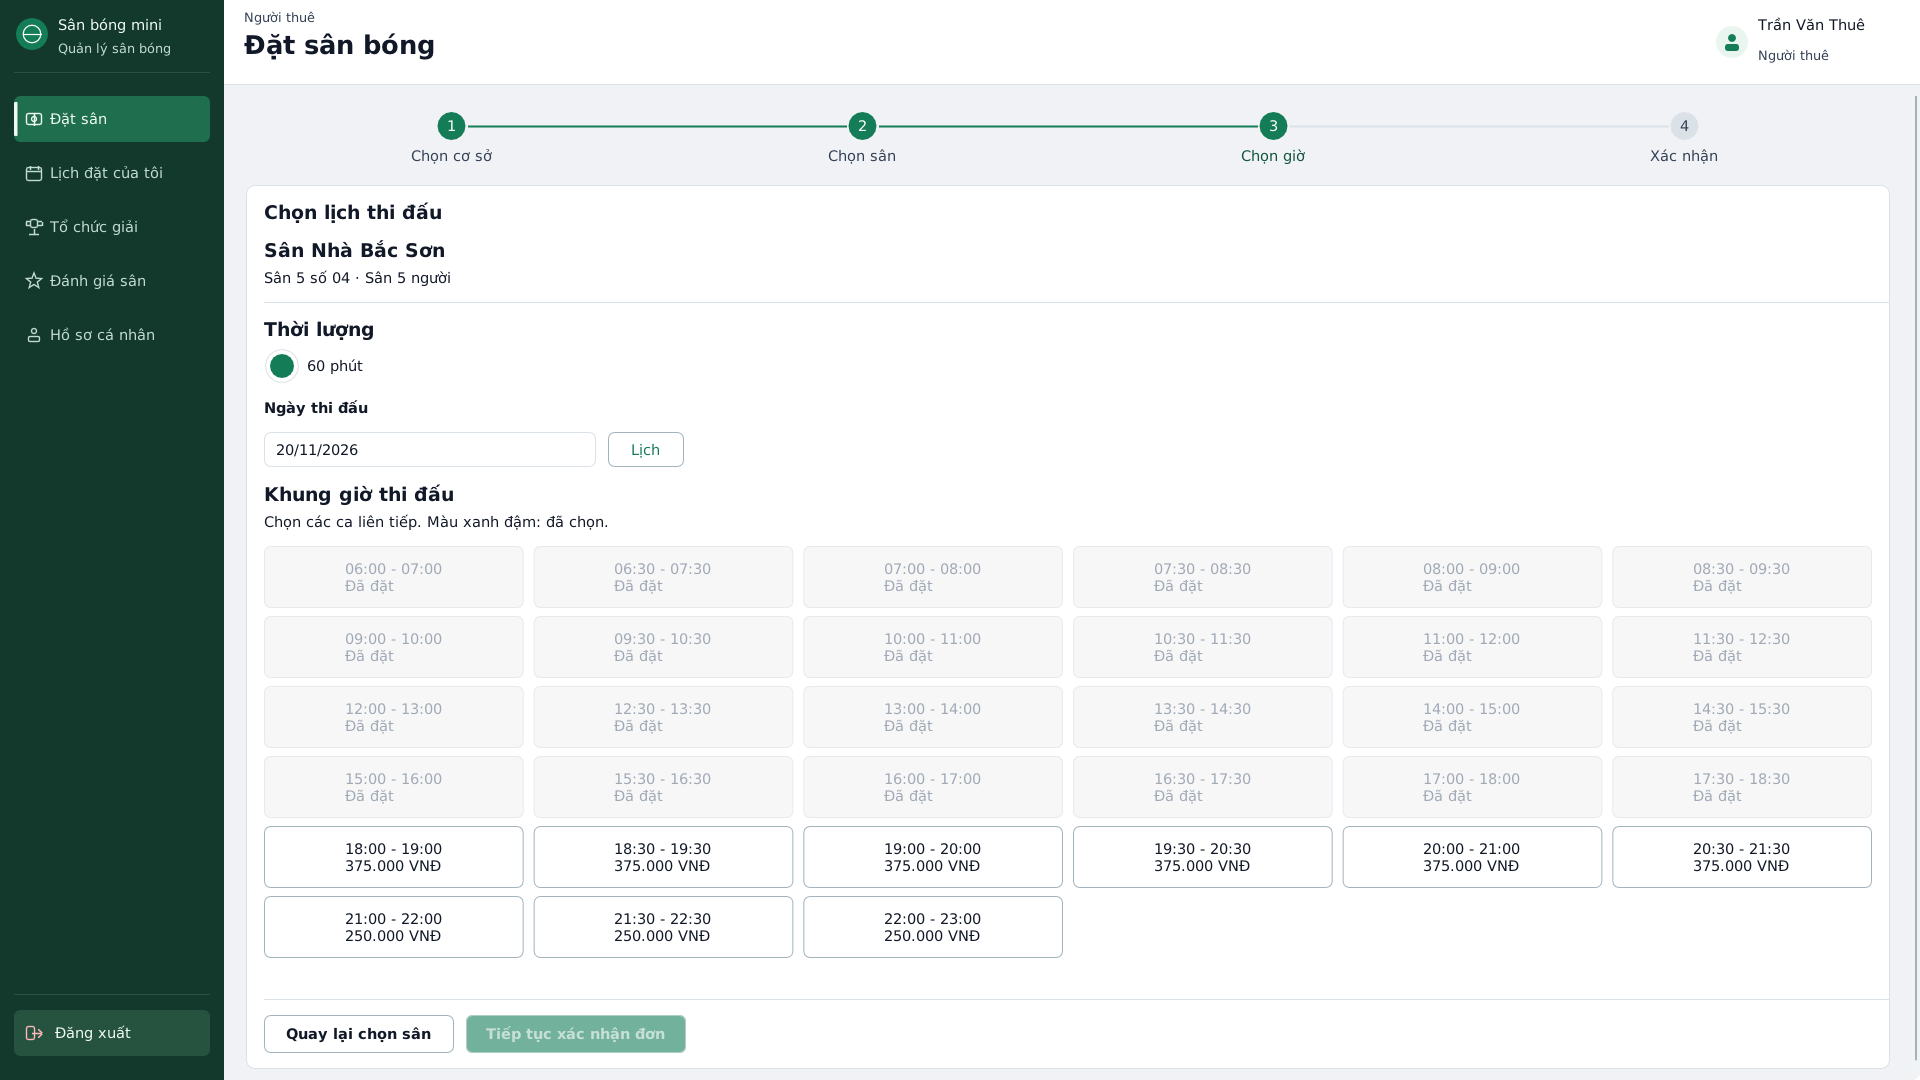 Sân bóng mini
Quản lý sân bóng
Đặt sân
Lịch đặt của tôi
Tổ chức giải
Đánh giá sân
Hồ sơ cá nhân
Đăng xuất
Người thuê
Đặt sân bóng
Trần Văn Thuê
Người thuê
1
Chọn cơ sở
2
Chọn sân
3
Chọn giờ
4
Xác nhận
Chọn lịch thi đấu
Sân Nhà Bắc Sơn
Sân 5 số 04 · Sân 5 người
Thời lượng
60 phút
Ngày thi đấu
20/11/2026
Lịch
Khung giờ thi đấu
Chọn các ca liên tiếp. Màu xanh đậm: đã chọn.
06:00 - 07:00
Đã đặt
06:30 - 07:30
Đã đặt
07:00 - 08:00
Đã đặt
07:30 - 08:30
Đã đặt
08:00 - 09:00
Đã đặt
08:30 - 09:30
Đã đặt
09:00 - 10:00
Đã đặt
09:30 - 10:30
Đã đặt
10:00 - 11:00
Đã đặt
10:30 - 11:30
Đã đặt
11:00 - 12:00
Đã đặt
11:30 - 12:30
Đã đặt
12:00 - 13:00
Đã đặt
12:30 - 13:30
Đã đặt
13:00 - 14:00
Đã đặt
13:30 - 14:30
Đã đặt
14:00 - 15:00
Đã đặt
14:30 - 15:30
Đã đặt
15:00 - 16:00
Đã đặt
15:30 - 16:30
Đã đặt
16:00 - 17:00
Đã đặt
16:30 - 17:30
Đã đặt
17:00 - 18:00
Đã đặt
17:30 - 18:30
Đã đặt
18:00 - 19:00
375.000 VNĐ
18:30 - 19:30
375.000 VNĐ
19:00 - 20:00
375.000 VNĐ
19:30 - 20:30
375.000 VNĐ
20:00 - 21:00
375.000 VNĐ
20:30 - 21:30
375.000 VNĐ
21:00 - 22:00
250.000 VNĐ
21:30 - 22:30
250.000 VNĐ
22:00 - 23:00
250.000 VNĐ
Quay lại chọn sân
Tiếp tục xác nhận đơn